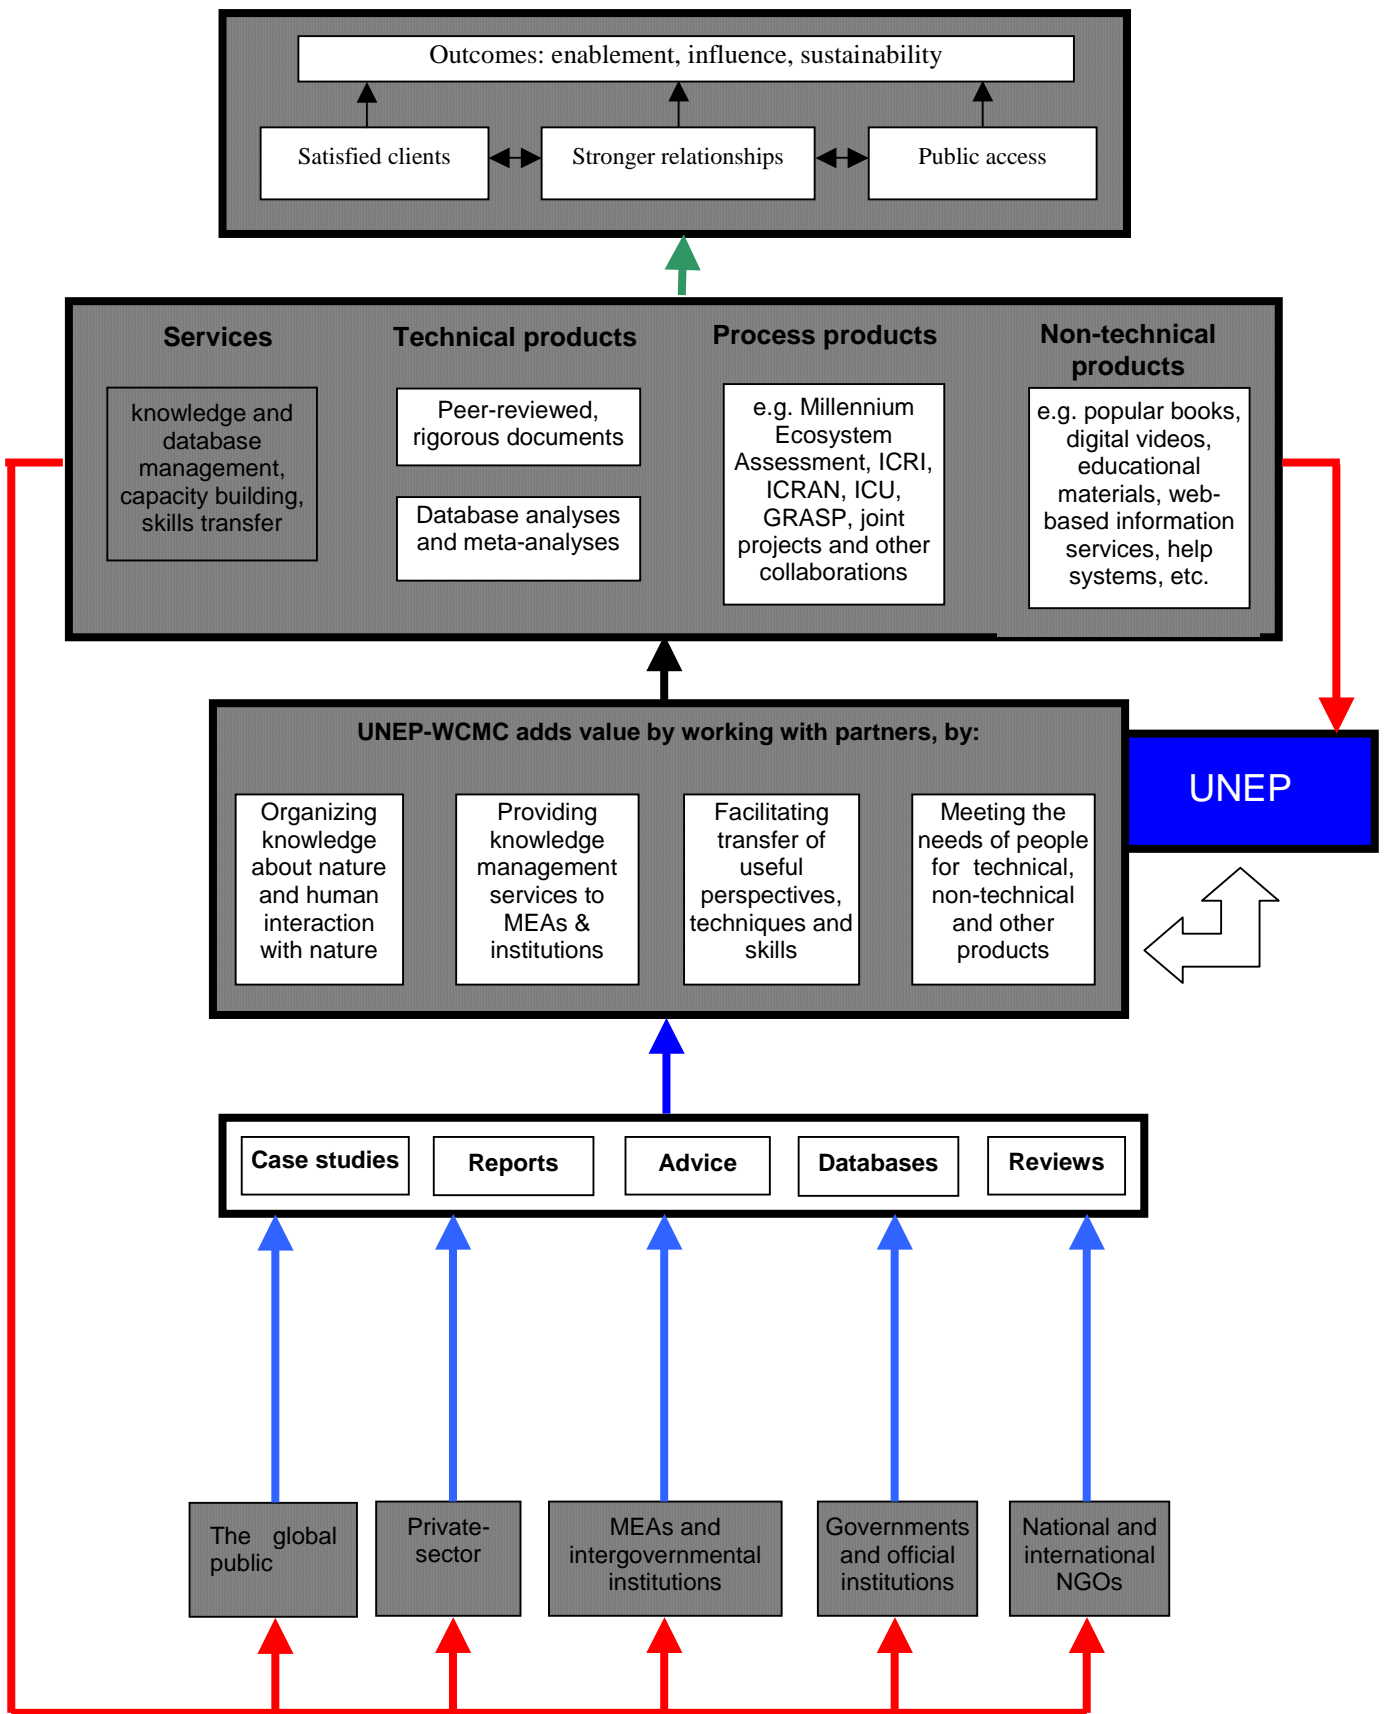 Outcomes: enablement, influence, sustainability
Satisfied clients
Stronger relationships
Public access
Services
knowledge and
database
management,
capacity building,
skills transfer
Technical products
Peer-reviewed,
rigorous documents
Database analyses
and meta-analyses
Process products
e.g. Millennium
Ecosystem
Assessment, ICRI,
ICRAN, ICU,
GRASP, joint
projects and other
collaborations
Non-technical
products
e.g. popular books,
digital videos,
educational
materials, web-
based information
services, help
systems, etc.
UNEP-WCMC adds value by working with partners, by:
Organizing
knowledge
about nature
and human
interaction
with nature
Providing
knowledge
management
services to
MEAs &
institutions
Facilitating
transfer of
useful
perspectives,
techniques and
skills
Meeting the
needs of people
for technical,
non-technical
and other
products
UNEP
Case studies
Reports
Advice
Databases
Reviews
The global
public
Private-
sector
MEAs and
intergovernmental
institutions
Governments
and official
institutions
National and
international
NGOs